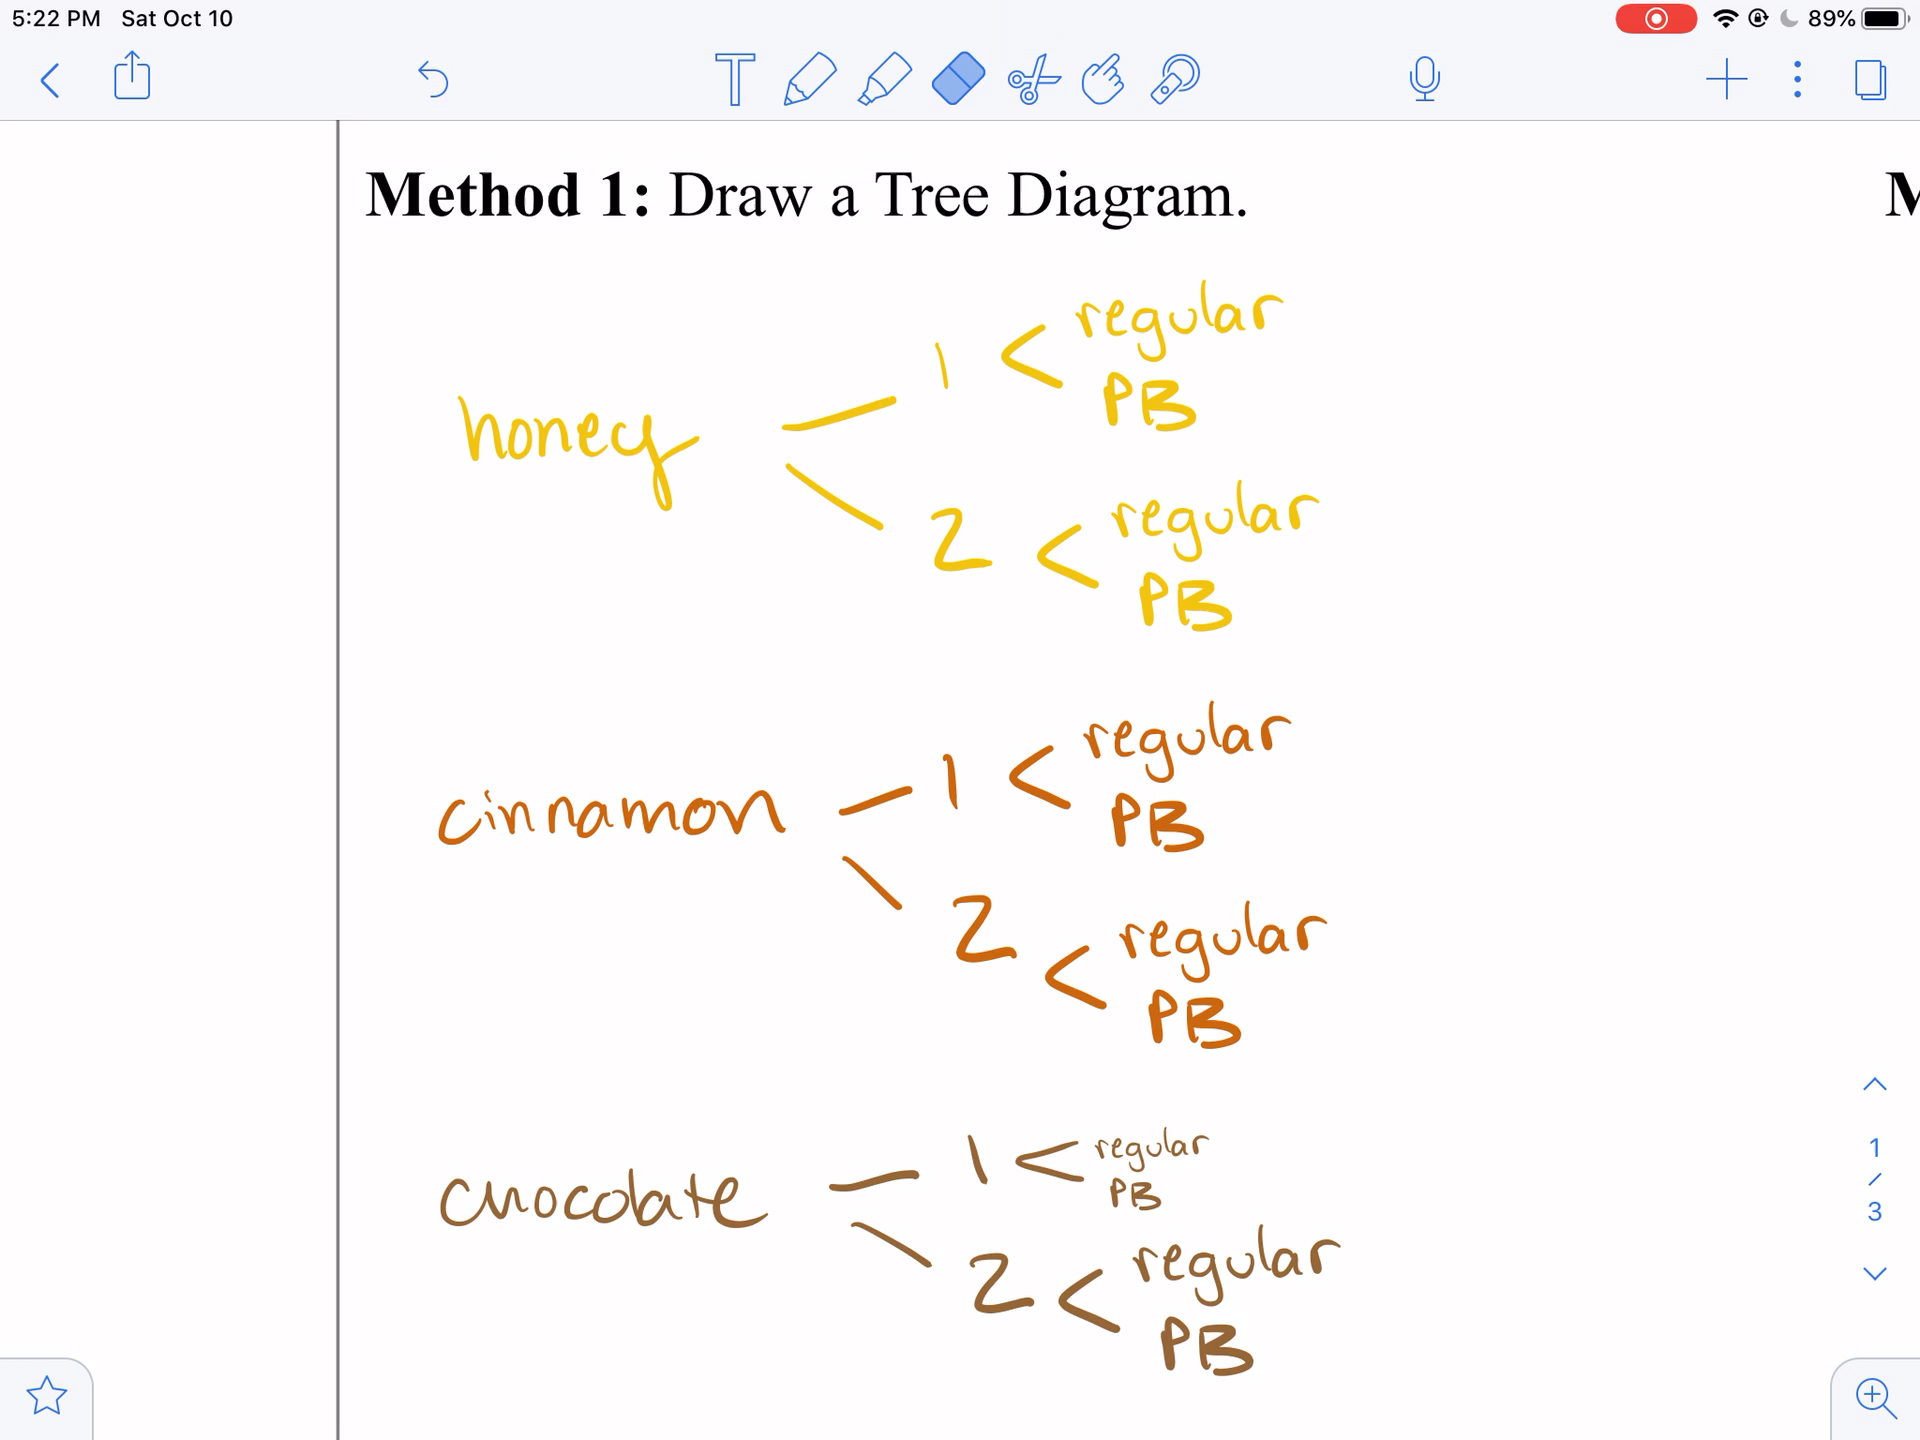 5:22 PM Sat Oct 10
89%
Method 1: Draw a Tree Diagram.
M
regular
1
PB
honey
regular
2
PB
regular
1
cinnamon
PB
regular
2
PB
1
regular
PB
chocolate
regular
2
PB
1
/
3